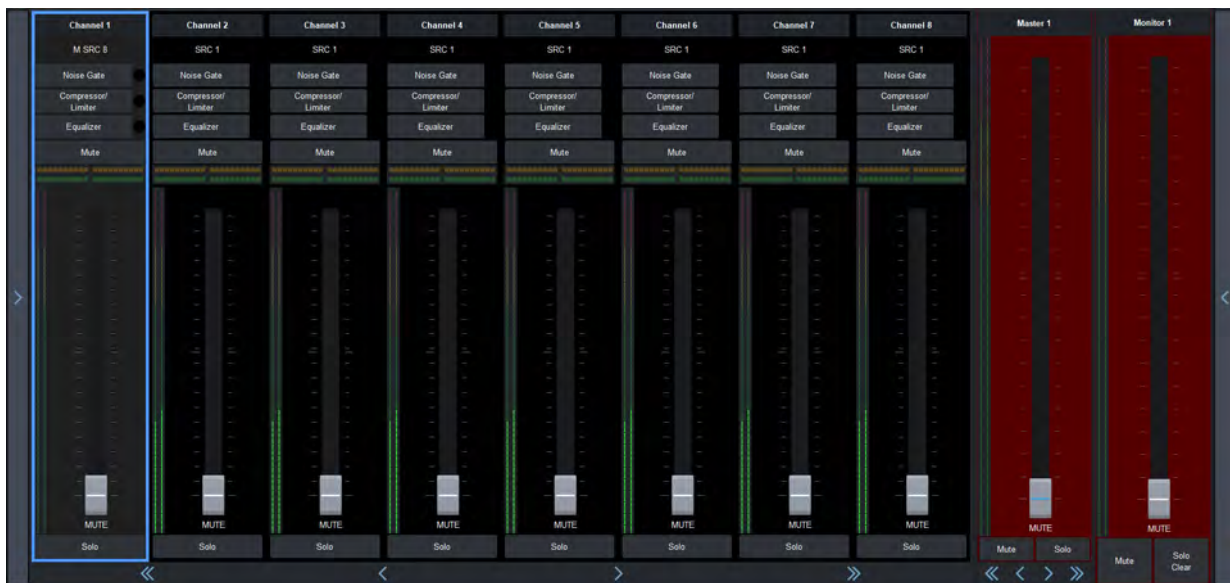 Channel 1 Channel 2 Channel 3 Channel 4 Channel 5 Channel 6 Channel 7 Channel 8 Master 1 Monitor 1
M SRC 8 SRC 1 SRC 1 SRC 1 SRC 1 SRC 1 SRC 1 SRC 1
Noise Gate Noise Gate Noise Gate Noise Gate Noise Gate Noise Gate Noise Gate Noise Gate
Compressor/ Compressor/ Compressor/ Compressor/ Compressor/ Compressor/ Compressor/ Compressor/
Limiter Limiter Limiter Limiter Limiter Limiter Limiter Limiter
Equalizer Equalizer Equalizer Equalizer Equalizer Equalizer Equalizer Equalizer
Mute Mute Mute Mute Mute Mute Mute Mute
MUTE MUTE MUTE MUTE MUTE MUTE MUTE MUTE MUTE MUTE
Solo Solo Solo Solo Solo Solo Solo Solo Mute Solo
Mute Solo
Clear